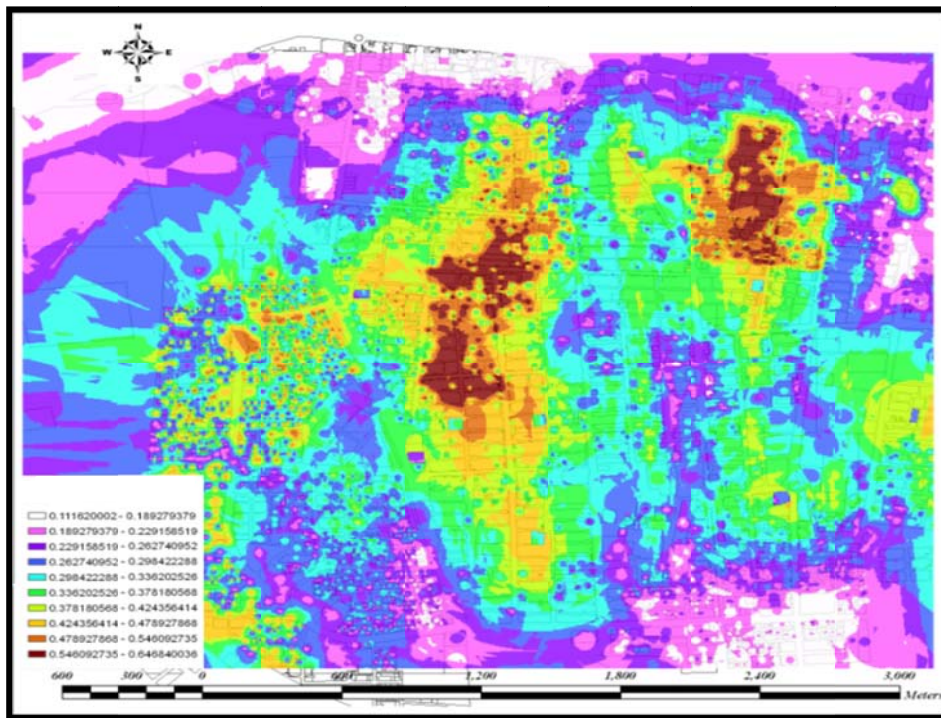 N
W E
S
0.111620002 - 0.189279379
0.189279379 - 0.229158519
0.229158519 - 0.262740952
0.262740952 - 0.298422288
0.298422288 - 0.336202526
0.336202526 - 0.378180568
0.378180568 - 0.424356414
0.424356414 - 0.478927868
0.478927868 - 0.546092735
0.546092735 - 0.646840036
600 300 0 600 1,200 1,800 2,400 3,000
Meters